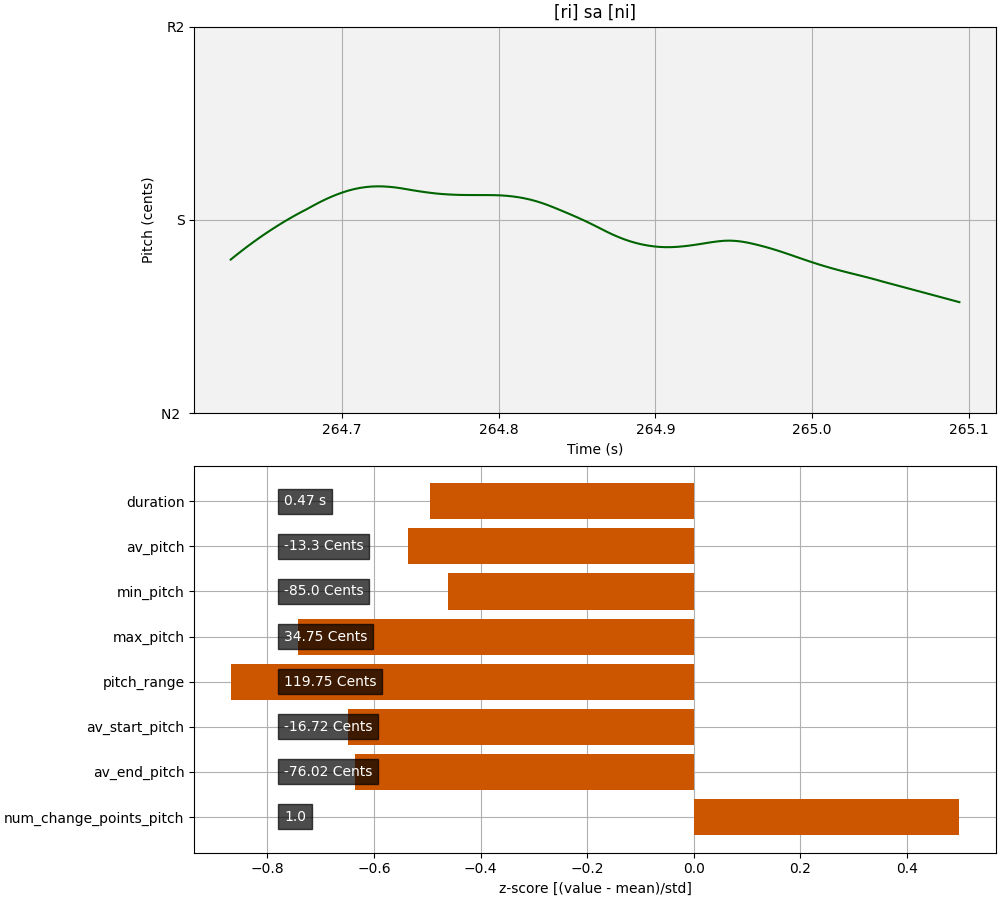 [ri] sa [ni]
R2
S
N2
Pitch (cents)
264.7 264.8 264.9 265.0 265.1
Time (s)
duration 0.47 s
av_pitch -13.3 Cents
min_pitch -85.0 Cents
max_pitch 34.75 Cents
pitch_range 119.75 Cents
av_start_pitch -16.72 Cents
av_end_pitch -76.02 Cents
num_change_points_pitch 1.0
−0.8 −0.6 −0.4 −0.2 0.0 0.2 0.4
z-score [(value - mean)/std]